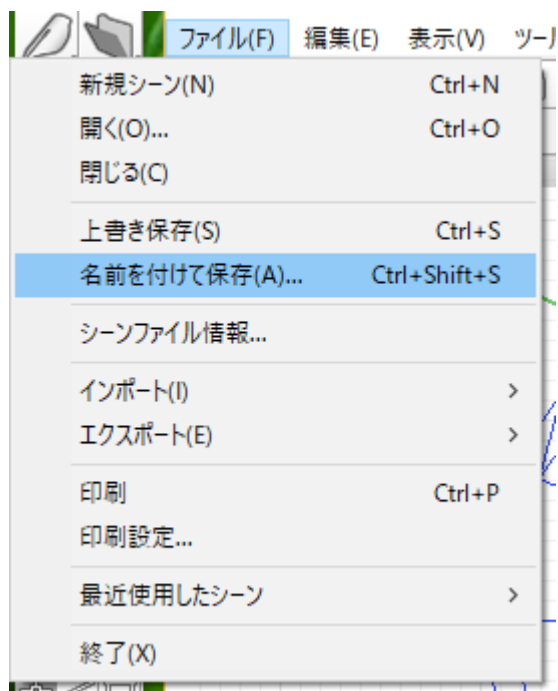 ファイル(F) 編集(E) 表示(V)
新規シーン(N) Ctrl+N
開く(O)... Ctrl+O
閉じる(C)
上書き保存(S) Ctrl+S
名前を付けて保存(A)... Ctrl+Shift+S
シーンファイル情報...
インポート(I)
エクスポート(E)
印刷 Ctrl+P
印刷設定...
最近使用したシーン
終了(X)